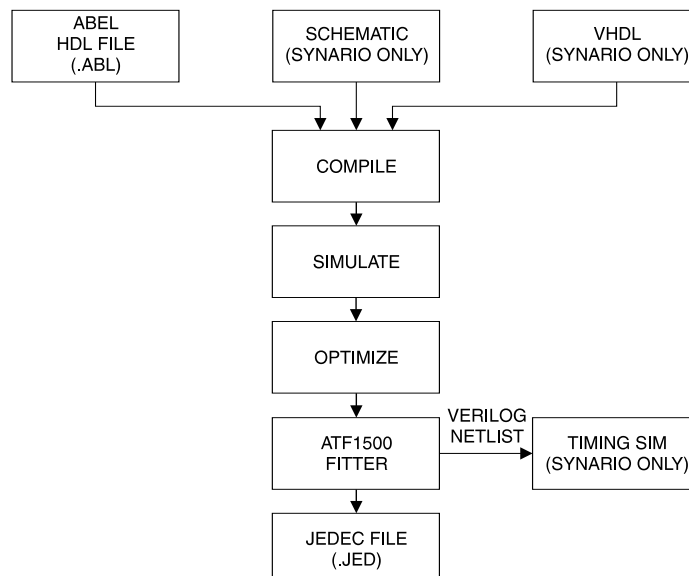 ABEL
HDL FILE
(.ABL)
SCHEMATIC
(SYNARIO ONLY)
VHDL
(SYNARIO ONLY)
COMPILE
SIMULATE
OPTIMIZE
ATF1500
FITTER
VERILOG
NETLIST
TIMING SIM
(SYNARIO ONLY)
JEDEC FILE
(.JED)